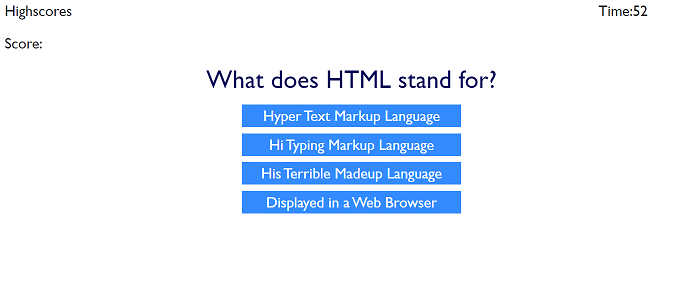 Highscores
Time:52
Score:
What does HTML stand for?
Hyper Text Markup Language
Hi Typing Markup Language
His Terrible Madeup Language
Displayed in a Web Browser